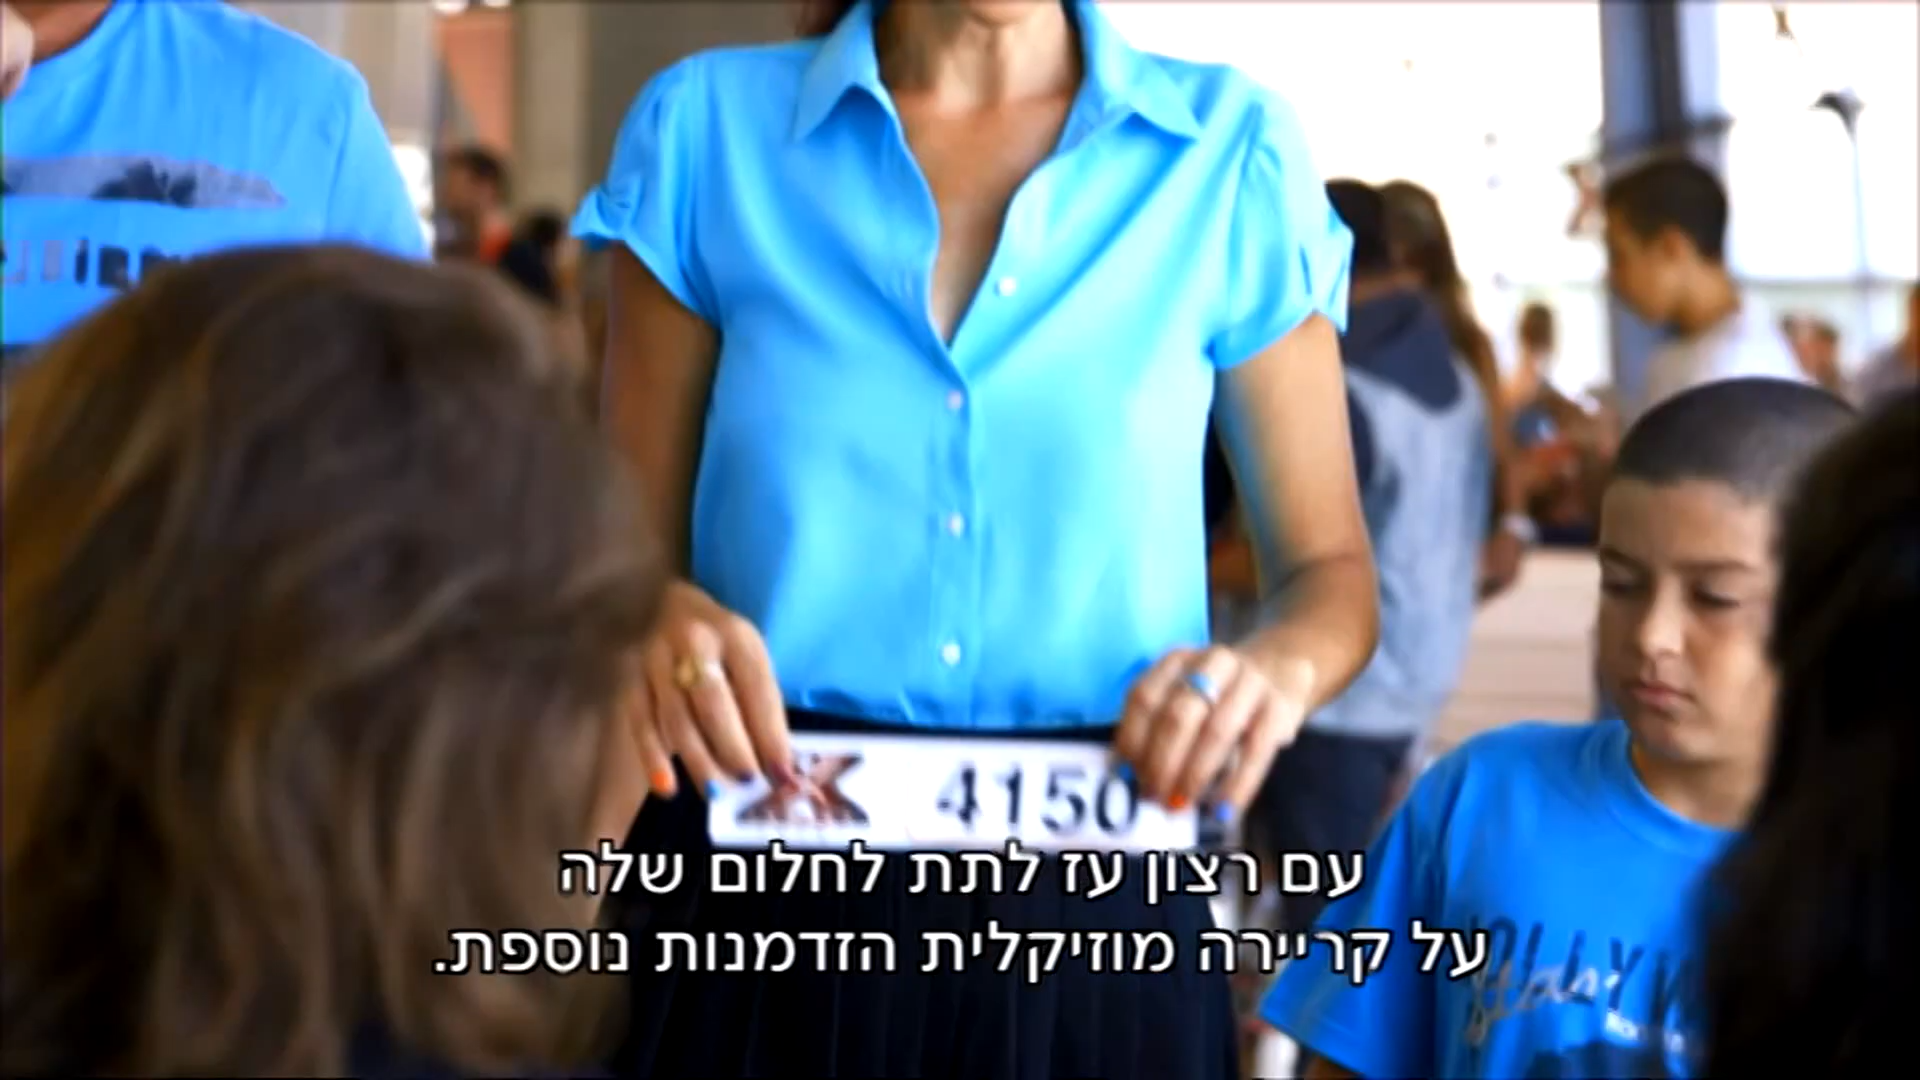 4150
עם רצון עז לתת לחלום שלה
על קריירה מוזיקלית הזדמנות נוספת.